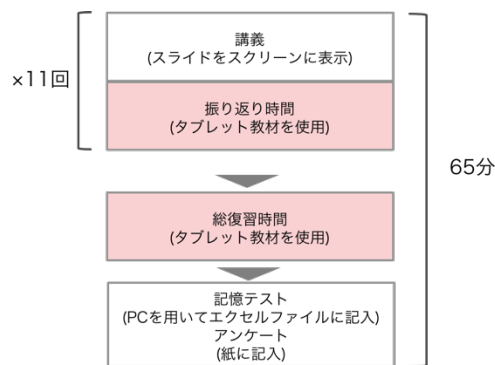 講義
(スライドをスクリーンに表示)
×11回
振り返り時間
(タブレット教材を使用)
65分
総復習時間
(タブレット教材を使用)
記憶テスト
(PCを用いてエクセルファイルに記入)
アンケート
(紙に記入)